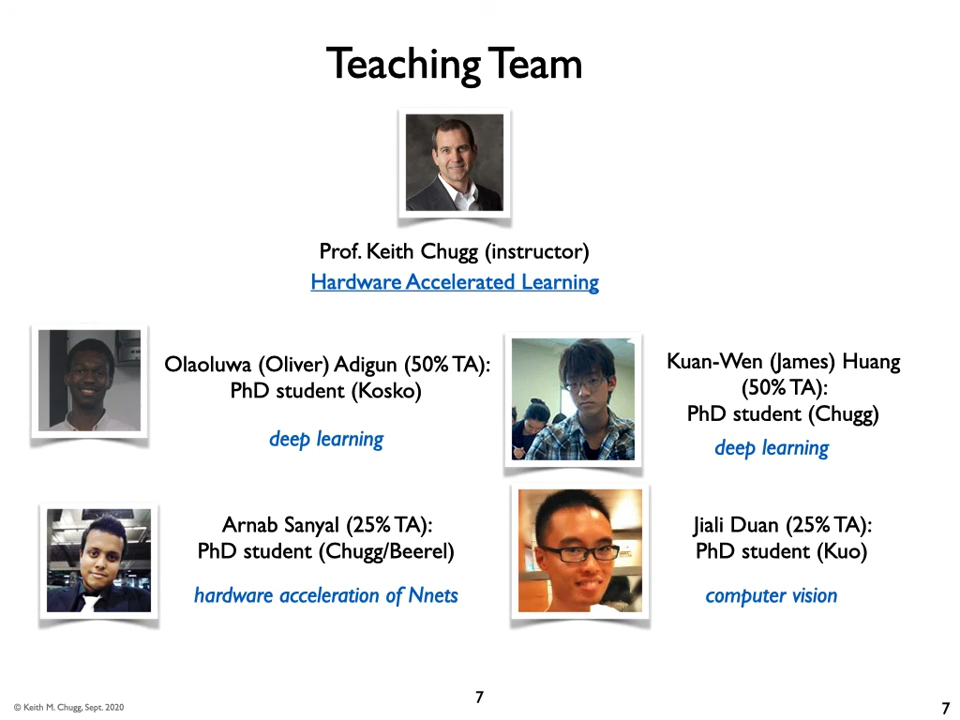 Teaching Team
Prof. Keith Chugg (instructor)
Hardware Accelerated Learning
Olaoluwa (Oliver) Adigun (50% TA):
PhD student (Kosko)
deep learning
Kuan-Wen (James) Huang
(50% TA):
PhD student (Chugg)
deep learning
Arnab Sanyal (25% TA):
PhD student (Chugg/Beerel)
hardware acceleration of Nnets
Jiali Duan (25% TA):
PhD student (Kuo)
computer vision
© Keith M. Chugg, Sept. 2020
7
7